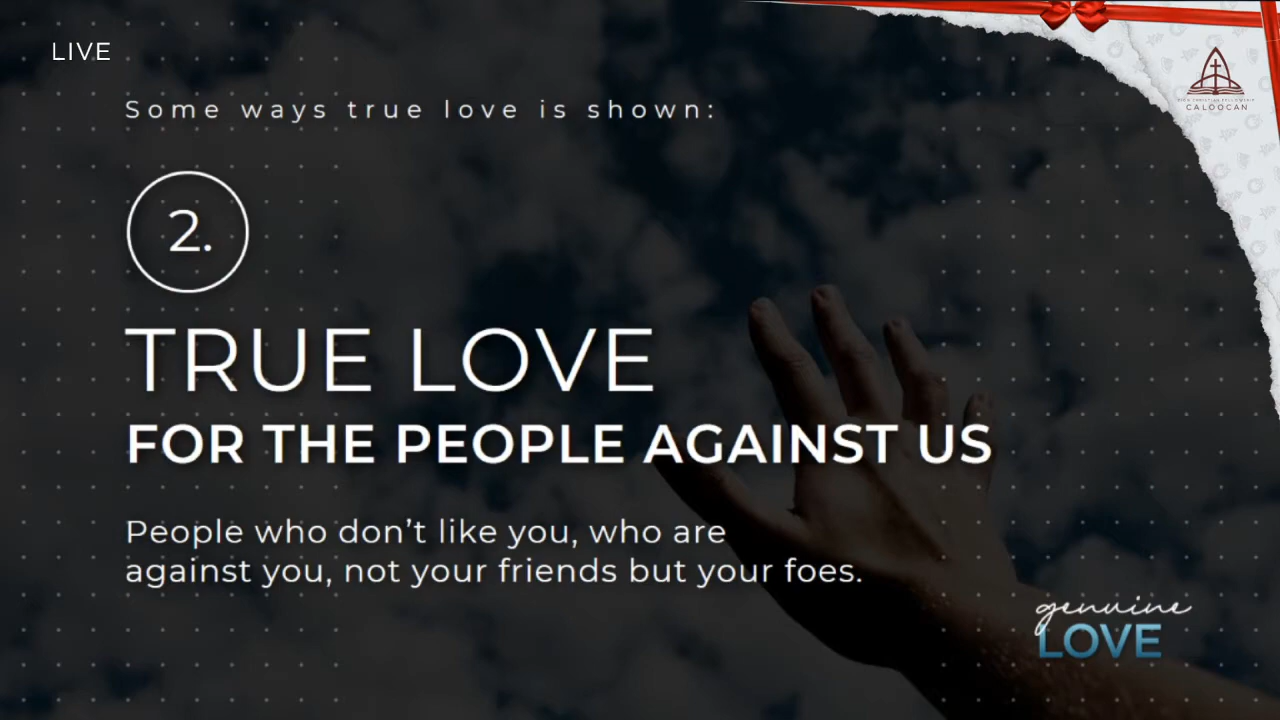 LIVE
Some ways true love is shown:
2.
TRUE LOVE
FOR THE PEOPLE AGAINST US
People who don’t like you, who are
against you, not your friends but your foes.
CALOOCAN
genuine
LOVE